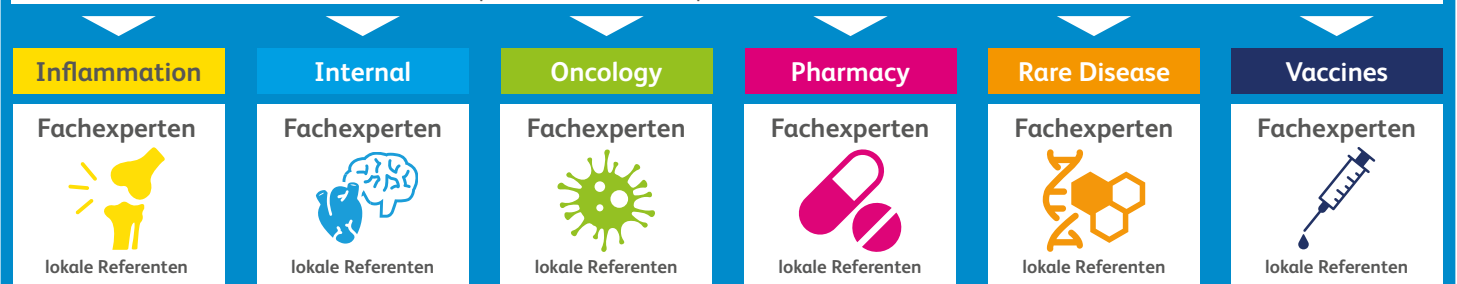 Inflammation
Internal
Oncology
Pharmacy
Rare Disease
Vaccines
Fachexperten
Fachexperten
Fachexperten
Fachexperten
Fachexperten
Fachexperten
lokale Referenten
lokale Referenten
lokale Referenten
lokale Referenten
lokale Referenten
lokale Referenten